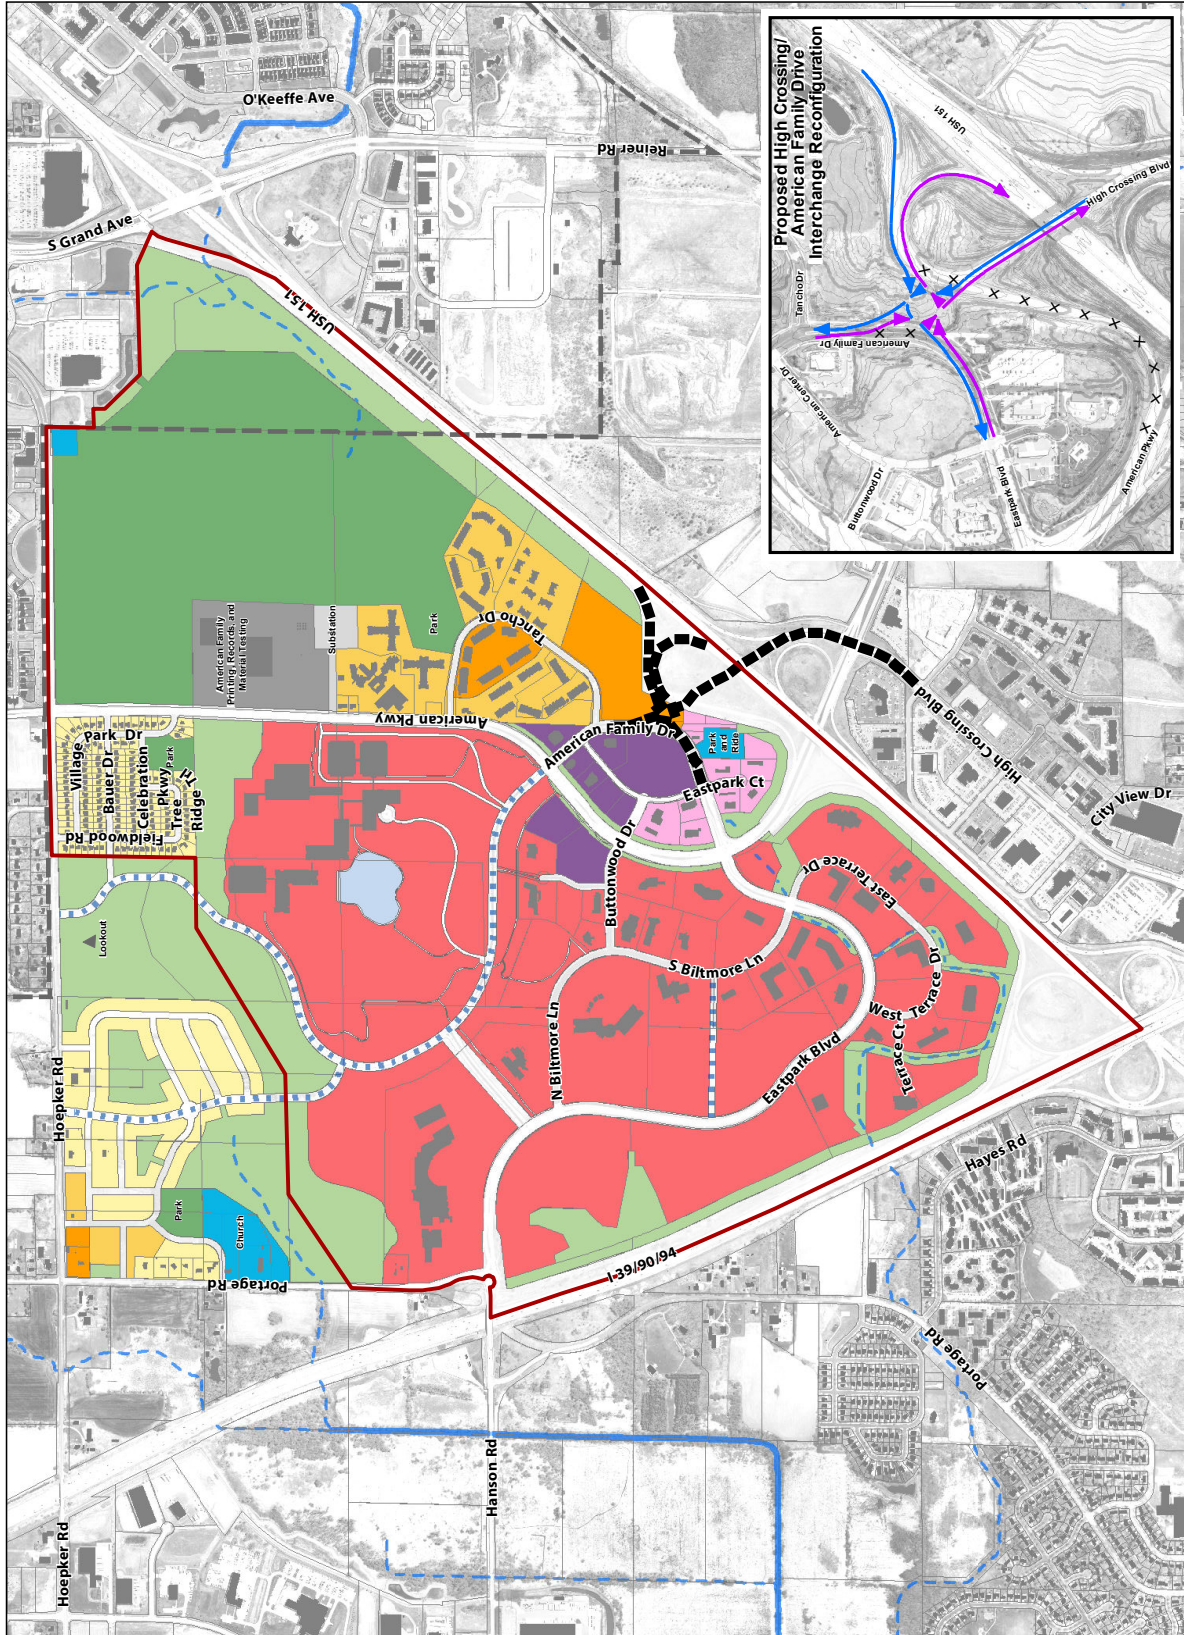 Proposed High Crossing/
American Family Drive
Interchange Reconfiguration
USH 151
High Crossing Blvd
Tancho Dr
American Family Dr
American Center Dr
Buttonwood Dr
Eastpark Blvd
American Pkwy
O'Keeffe Ave
Reiner Rd
S Grand Ave
USH 151
American Family
Printing, Records, and
Material Testing
Substation
Park
Tancho Dr
American Pkwy
American Family Dr
Park
and
Ride
Eastpark Ct
Buttonwood Dr
High Crossing Blvd
City View Dr
Village
Park Dr
Bauer Dr
Celebration
Pkwy
Park
Tree
Ridge
Trl
Fieldwood Rd
Lookout
East Terrace Dr
S Biltmore Ln
N Biltmore Ln
West
Terrace Dr
Terrace Ct
Eastpark Blvd
Hoepker Rd
Park
Church
Portage Rd
Hayes Rd
I-39/90/94
Portage Rd
Hanson Rd
Hoepker Rd